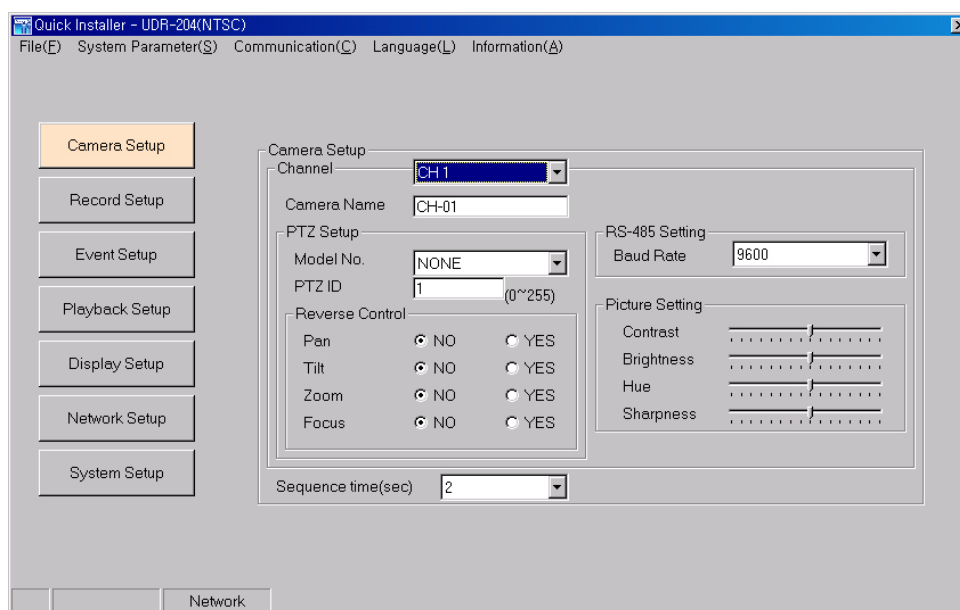 Quick Installer - UDR-204(NTSC)
File(F) System Parameter(S) Communication(C) Language(L) Information(A)
Camera Setup
Record Setup
Event Setup
Playback Setup
Display Setup
Network Setup
System Setup
Camera Setup
Channel CH 1
Camera Name CH-01
PTZ Setup
Model No. NONE
PTZ ID 1 (0~255)
Reverse Control
Pan NO YES
Tilt NO YES
Zoom NO YES
Focus NO YES
RS-485 Setting
Baud Rate 9600
Picture Setting
Contrast
Brightness
Hue
Sharpness
Sequence time(sec) 2
Network